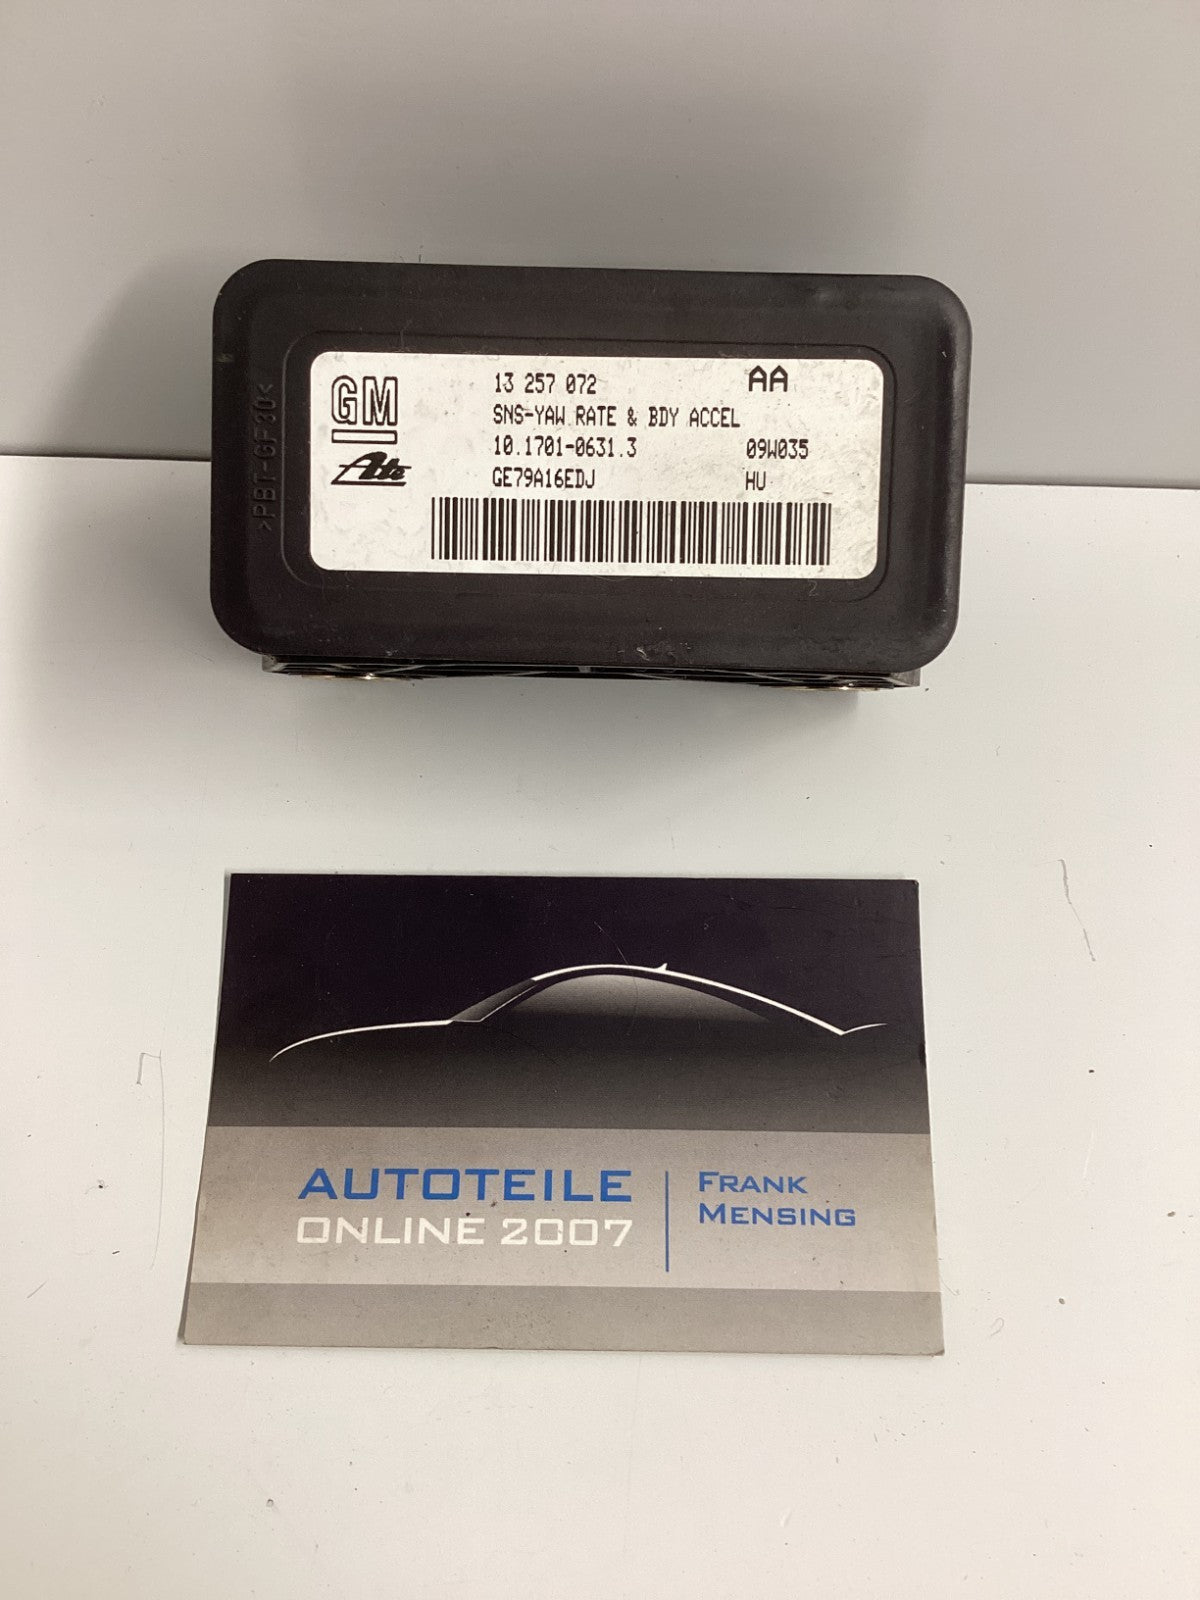 GM
Ate
13 257 072 AA
SNS-YAW RATE & BDY ACCEL
10.1701-0631.3 09W035
GE79A16EDJ HU
>PBT-GF30<
AUTOTEILE
ONLINE 2007
FRANK
MENSING